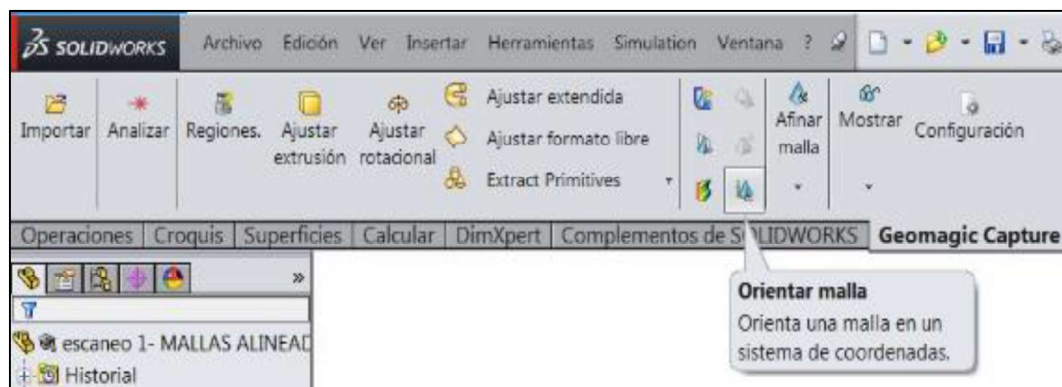 SOLIDWORKS Archivo Edición Ver Insertar Herramientas Simulation Ventana ?
Importar Analizar Regiones. Ajustar extrusión Ajustar rotacional
Ajustar extendida
Ajustar formato libre
Extract Primitives
Afinar malla Mostrar Configuración
Operaciones Croquis Superficies Calcular DimXpert Complementos de SOLIDWORKS Geomagic Capture
»
Orientar malla
Orienta una malla en un
sistema de coordenadas.
escaneo 1- MALLAS ALINEAD
Historial